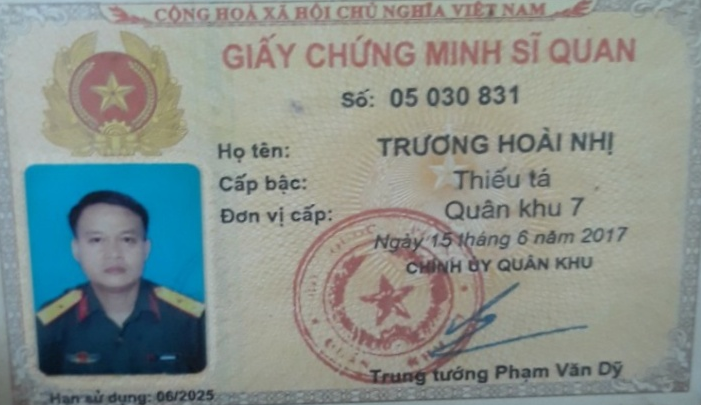 CỘNG HOÀ XÃ HỘI CHỦ NGHĨA VIỆT NAM
GIẤY CHỨNG MINH SĨ QUAN
Số: 05 030 831
Họ tên: TRƯƠNG HOÀI NHỊ
Cấp bậc: Thiếu tá
Đơn vị cấp: Quân khu 7
Ngày 15 tháng 6 năm 2017
CHÍNH ỦY QUÂN KHU
Trung tướng Phạm Văn Dỹ
Hạn sử dụng: 06/2025